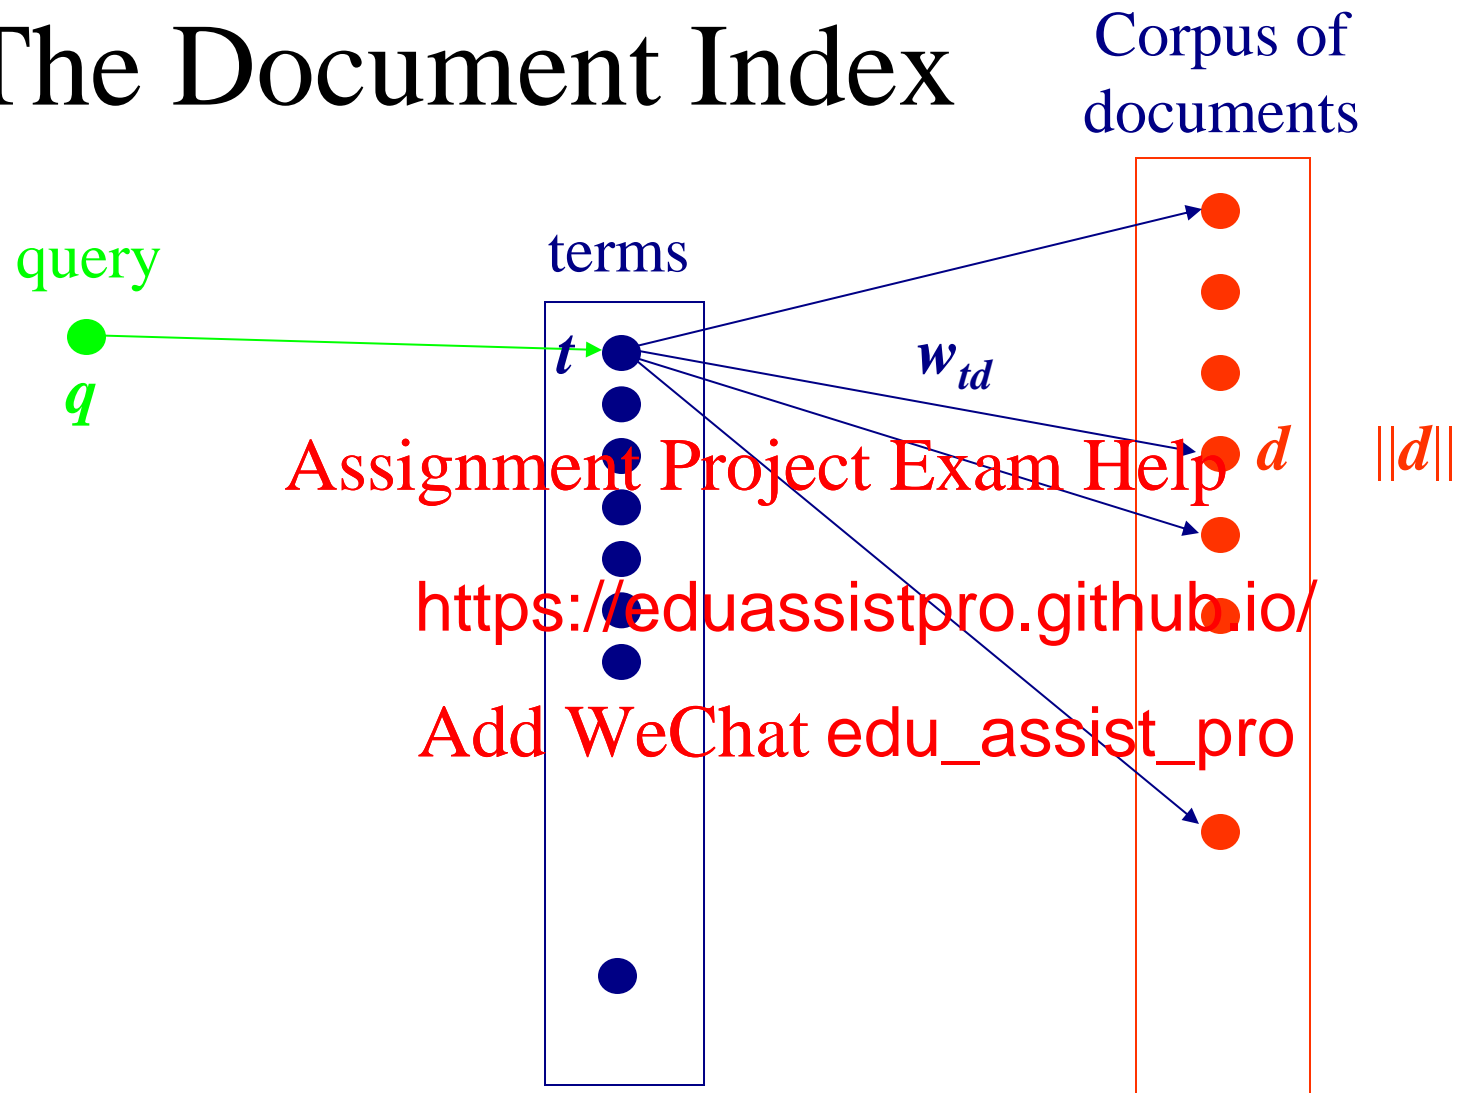 The Document Index
Corpus of
documents
query
terms
t
w_td
q
d ||d||
Assignment Project Exam Help
https://eduassistpro.github.io/
Add WeChat edu_assist_pro